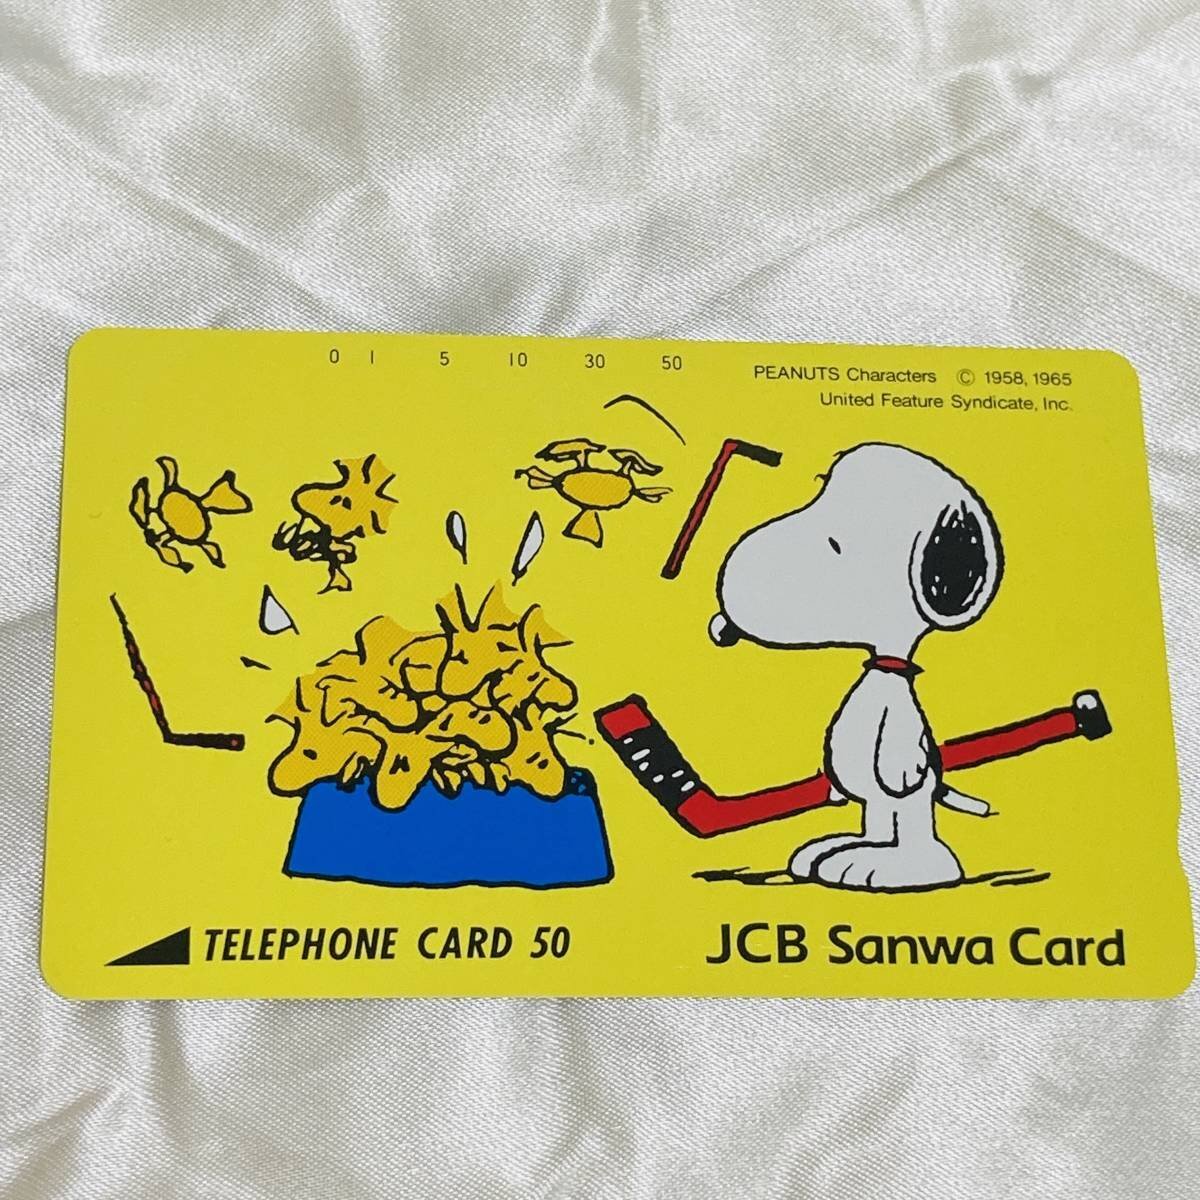 0 1 5 10 30 50
PEANUTS Characters © 1958, 1965
United Feature Syndicate, Inc.
TELEPHONE CARD 50
JCB Sanwa Card